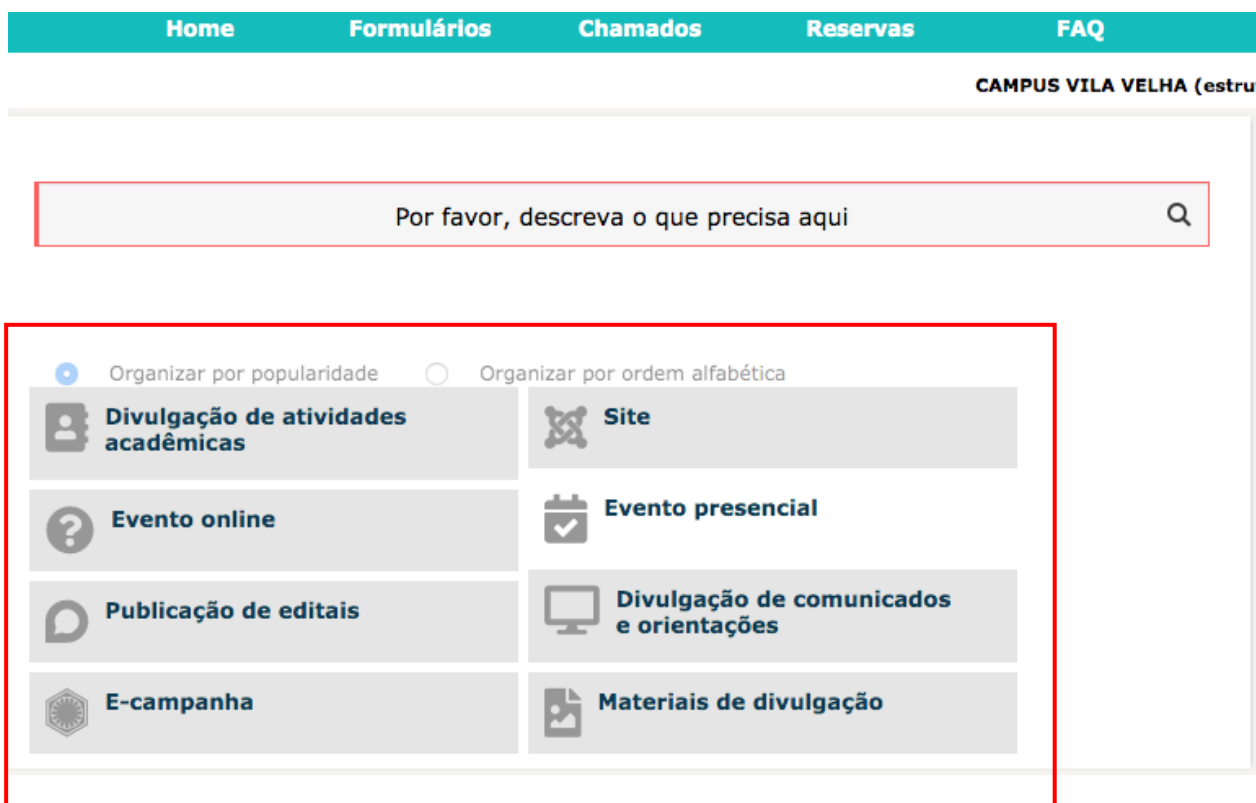 Home Formulários Chamados Reservas FAQ
CAMPUS VILA VELHA (estru
Por favor, descreva o que precisa aqui
Organizar por popularidade Organizar por ordem alfabética
Divulgação de atividades
acadêmicas
Site
Evento online
Evento presencial
Publicação de editais
Divulgação de comunicados
e orientações
E-campanha
Materiais de divulgação